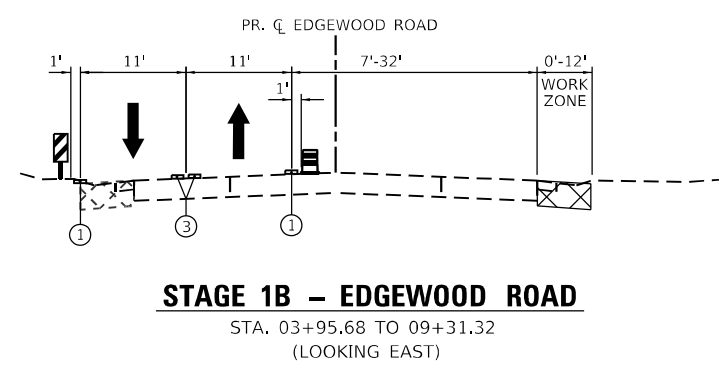 PR. ℄ EDGEWOOD ROAD
1' 11' 11' 7'-32' 0'-12'
WORK
ZONE
1'
1 3 1
STAGE 1B – EDGEWOOD ROAD
STA. 03+95.68 TO 09+31.32
(LOOKING EAST)